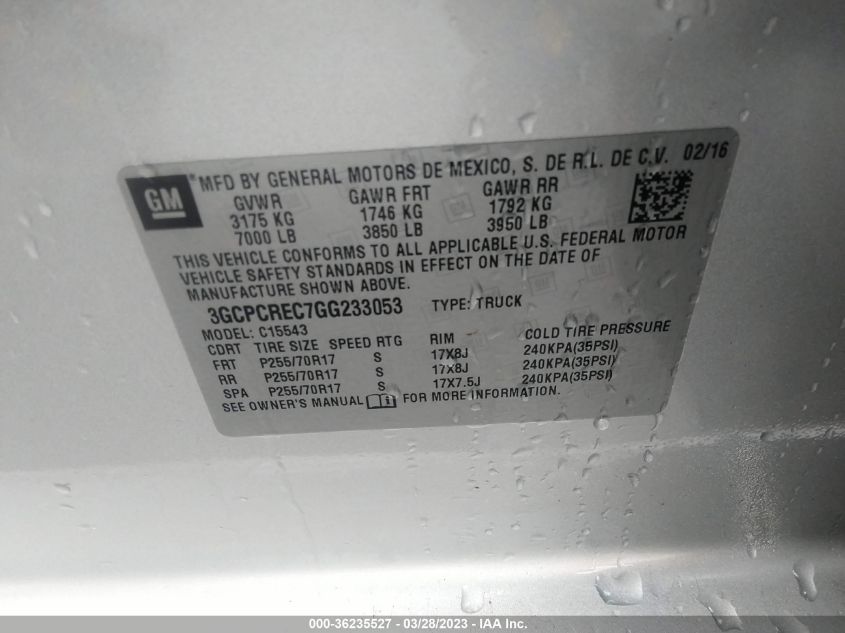 GM
*MFD BY GENERAL MOTORS DE MEXICO, S. DE R.L. DE C.V. 02/16
GVWR GAWR FRT GAWR RR
3175 KG 1746 KG 1792 KG
7000 LB 3850 LB 3950 LB
THIS VEHICLE CONFORMS TO ALL APPLICABLE U.S. FEDERAL MOTOR
VEHICLE SAFETY STANDARDS IN EFFECT ON THE DATE OF
MANUFACTURE SHOWN ABOVE.
3GCPCREC7GG233053 TYPE: TRUCK
MODEL: C15543
CDRT TIRE SIZE SPEED RTG RIM COLD TIRE PRESSURE
FRT P255/70R17 S 17X8J 240KPA(35PSI)
RR P255/70R17 S 17X8J 240KPA(35PSI)
SPA P255/70R17 S 17X7.5J 240KPA(35PSI)
SEE OWNER'S MANUAL FOR MORE INFORMATION.
000-36235527 - 03/28/2023 - IAA Inc.